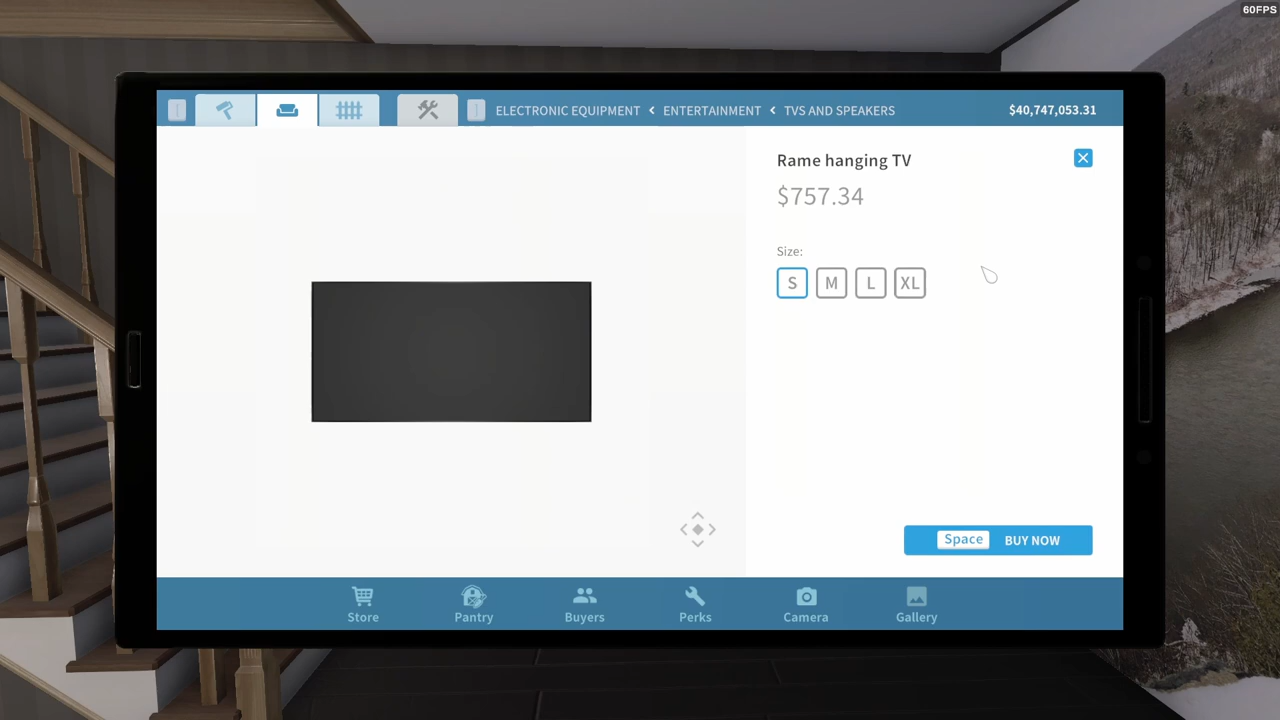 60FPS
ELECTRONIC EQUIPMENT < ENTERTAINMENT < TVS AND SPEAKERS
$40,747,053.31
Rame hanging TV
$757.34
Size:
S M L XL
Space BUY NOW
Store Pantry Buyers Perks Camera Gallery